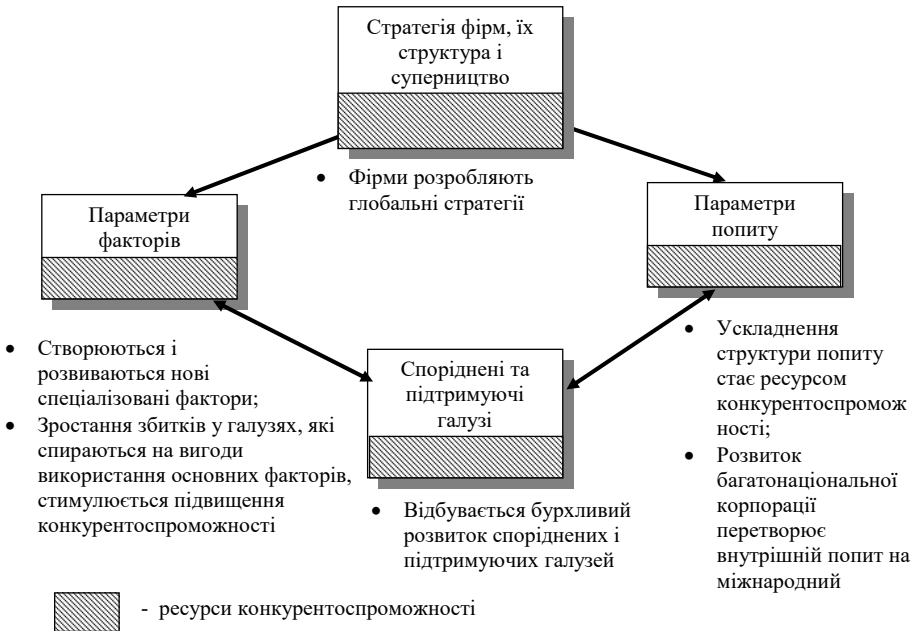 Стратегія фірм, їх
структура і
суперництво
• Фірми розробляють
глобальні стратегії
Параметри
факторів
Параметри
попиту
• Створюються і
розвиваються нові
спеціалізовані фактори;
• Зростання збитків у галузях, які
спираються на вигоди
використання основних факторів,
стимулюється підвищення
конкурентоспроможності
Споріднені та
підтримуючі
галузі
• Відбувається бурхливий
розвиток споріднених і
підтримуючих галузей
• Ускладнення
структури попиту
стає ресурсом
конкурентоспромож
ності;
• Розвиток
багатонаціональної
корпорації
перетворює
внутрішній попит на
міжнародний
- ресурси конкурентоспроможності